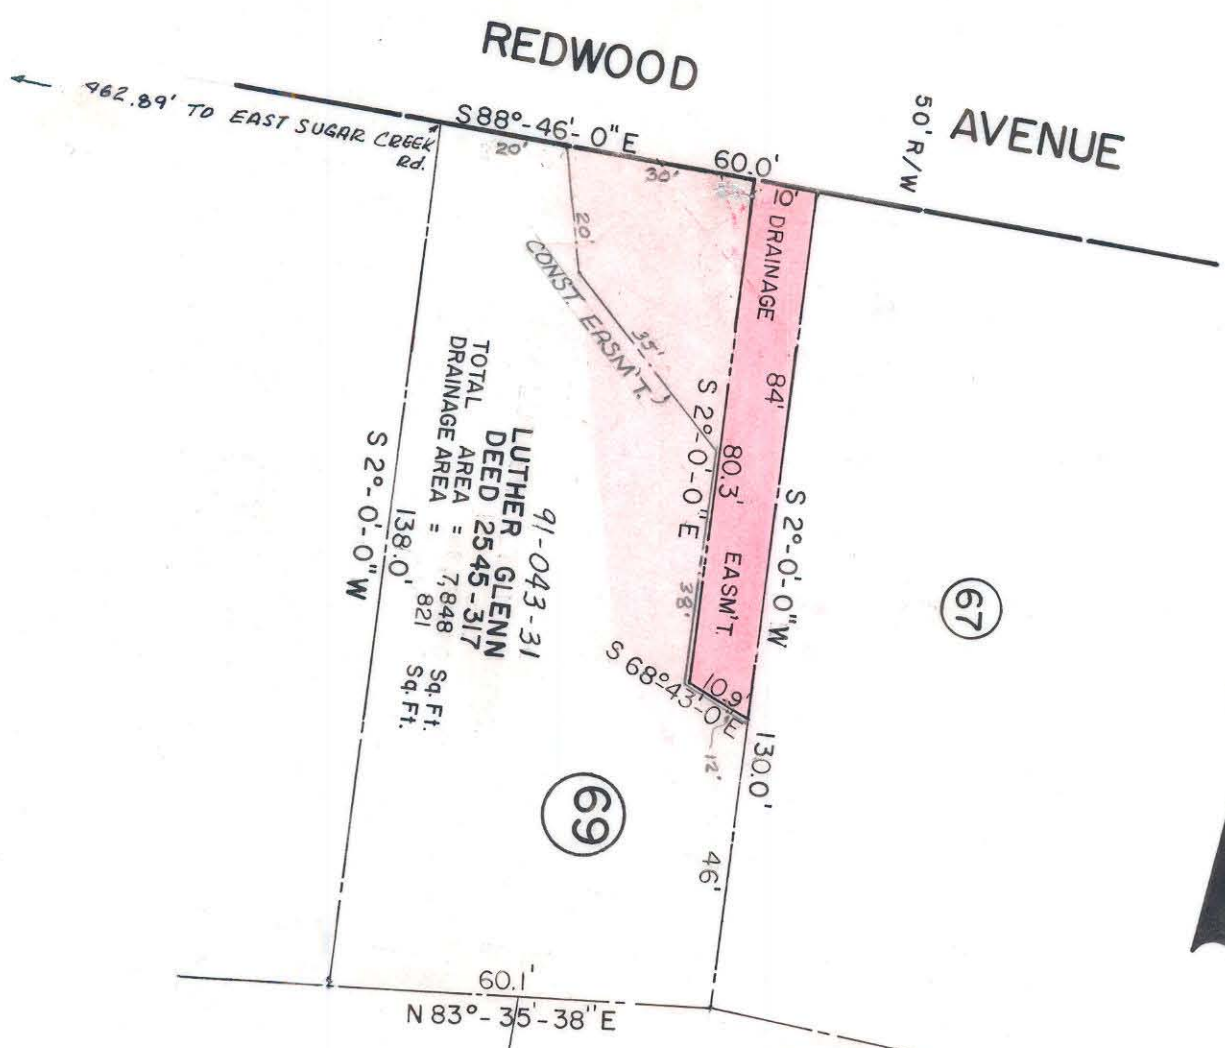 REDWOOD AVENUE
50' R/W
462.89' TO EAST SUGAR CREEK
Rd.
S 88°-46'-0"E
60.0'
20'
30'
10'
20'
35'
CONST. EASM'T.
DRAINAGE EASM'T.
84'
80.3'
S 2°-0'-0"E
S 2°-0'-0"W
38'
10.9'
S 68°43'-0"E
12'
130.0'
46'
67
69
91-043-31
LUTHER GLENN
DEED 2545-317
TOTAL AREA = 7,848 Sq. Ft.
DRAINAGE AREA = 821 Sq. Ft.
138.0'
S 2°-0'-0"W
60.1'
N 83°-35'-38"E